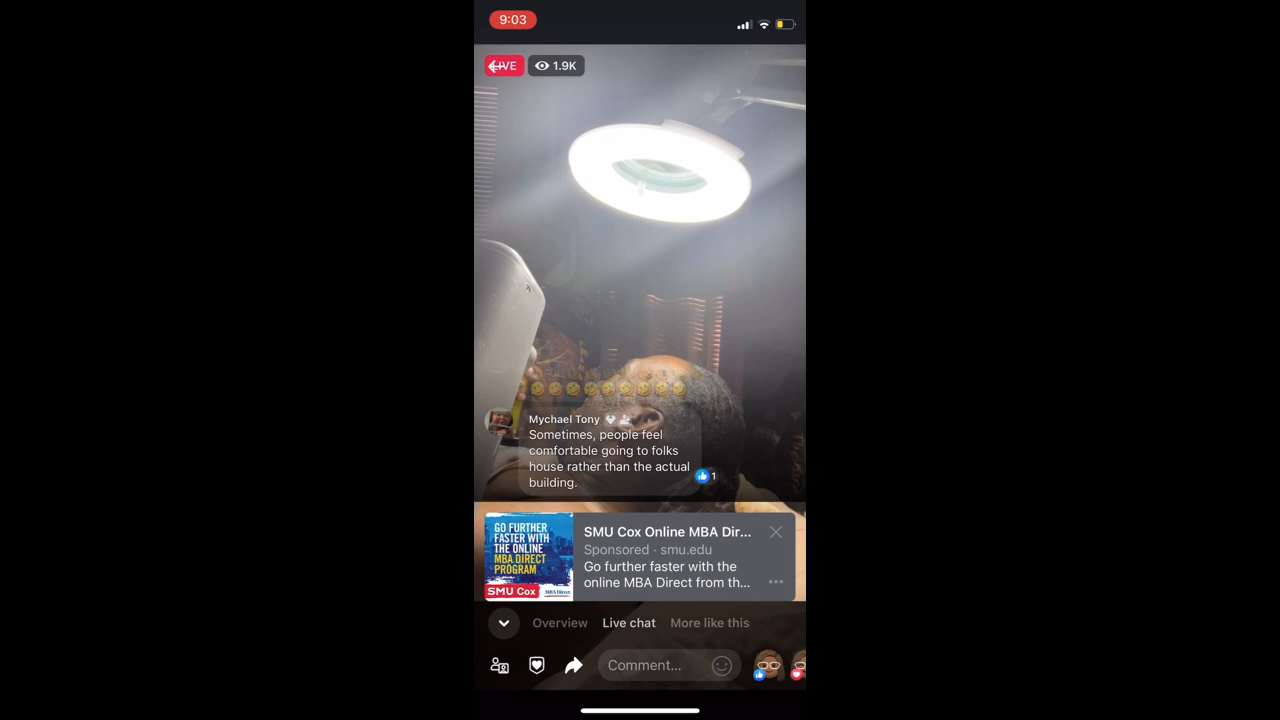 9:03
LIVE
1.9K
Mychael Tony
Sometimes, people feel
comfortable going to folks
house rather than the actual
building.
1
GO FURTHER
FASTER WITH
THE ONLINE
MBA DIRECT
PROGRAM
SMU Cox
MBA Direct
SMU Cox Online MBA Dir...
Sponsored · smu.edu
Go further faster with the
online MBA Direct from th...
Overview Live chat More like this
Comment...